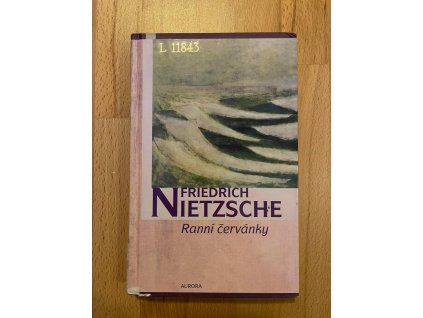 L 11843
FRIEDRICH
NIETZSCHE
Ranní červánky
AURORA